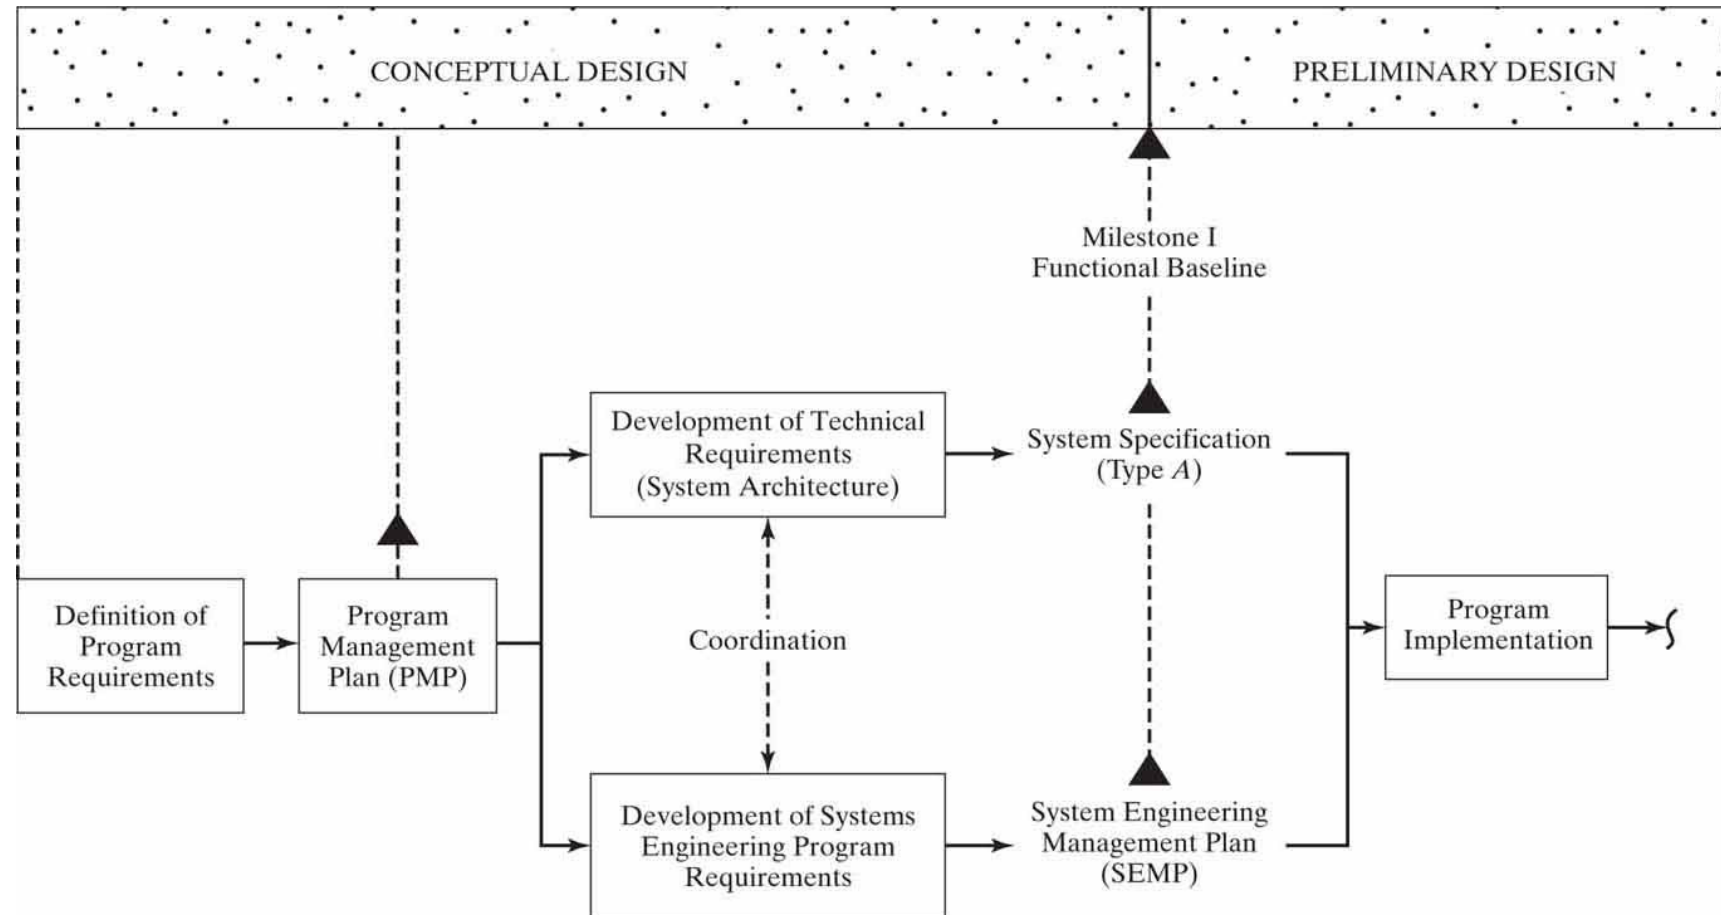 CONCEPTUAL DESIGN
PRELIMINARY DESIGN
Milestone I
Functional Baseline
Development of Technical
Requirements
(System Architecture)
System Specification
(Type A)
Definition of
Program
Requirements
Program
Management
Plan (PMP)
Coordination
Program
Implementation
Development of Systems
Engineering Program
Requirements
System Engineering
Management Plan
(SEMP)